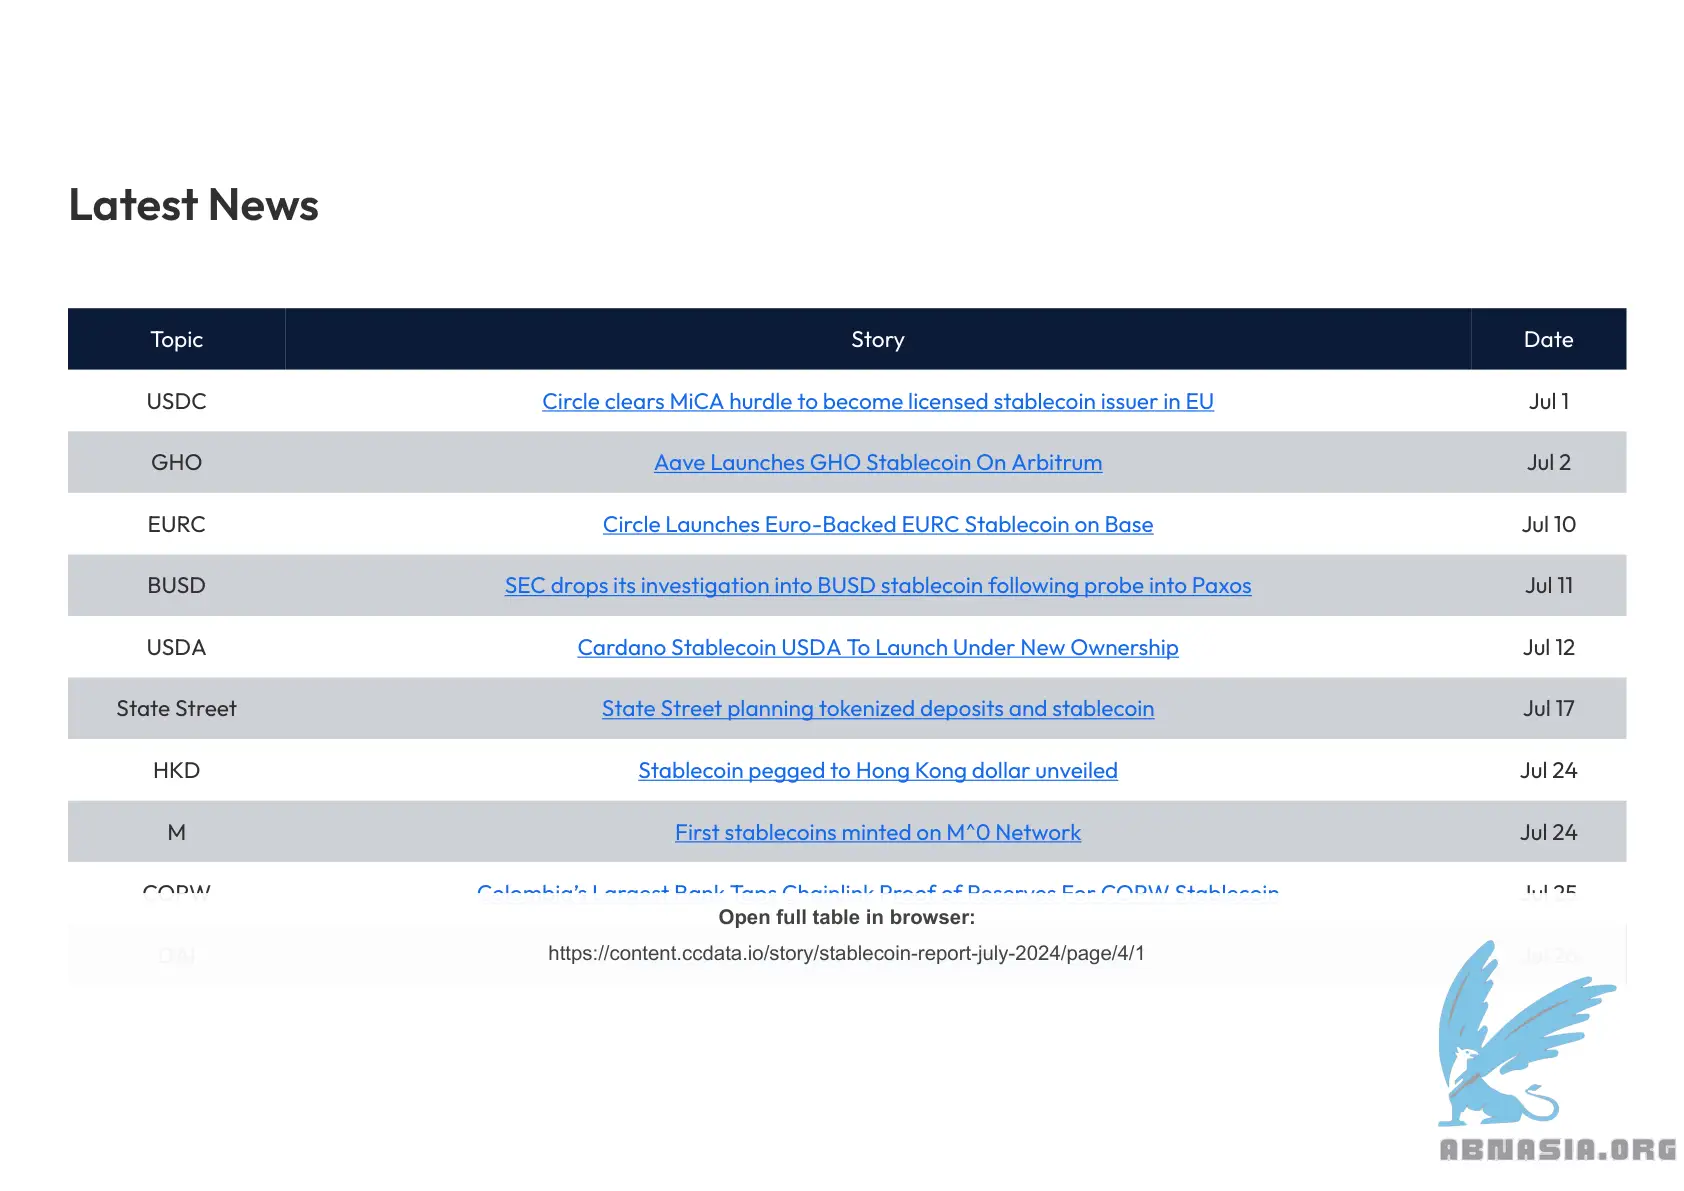 Latest News
Topic Story Date
USDC Circle clears MiCA hurdle to become licensed stablecoin issuer in EU Jul 1
GHO Aave Launches GHO Stablecoin On Arbitrum Jul 2
EURC Circle Launches Euro-Backed EURC Stablecoin on Base Jul 10
BUSD SEC drops its investigation into BUSD stablecoin following probe into Paxos Jul 11
USDA Cardano Stablecoin USDA To Launch Under New Ownership Jul 12
State Street State Street planning tokenized deposits and stablecoin Jul 17
HKD Stablecoin pegged to Hong Kong dollar unveiled Jul 24
M First stablecoins minted on M^0 Network Jul 24
COPW Colombia's Largest Bank Taps Chainlink Proof of Reserves For COPW Stablecoin Jul 25
Open full table in browser:
https://content.ccdata.io/story/stablecoin-report-july-2024/page/4/1
ABNASIA.ORG